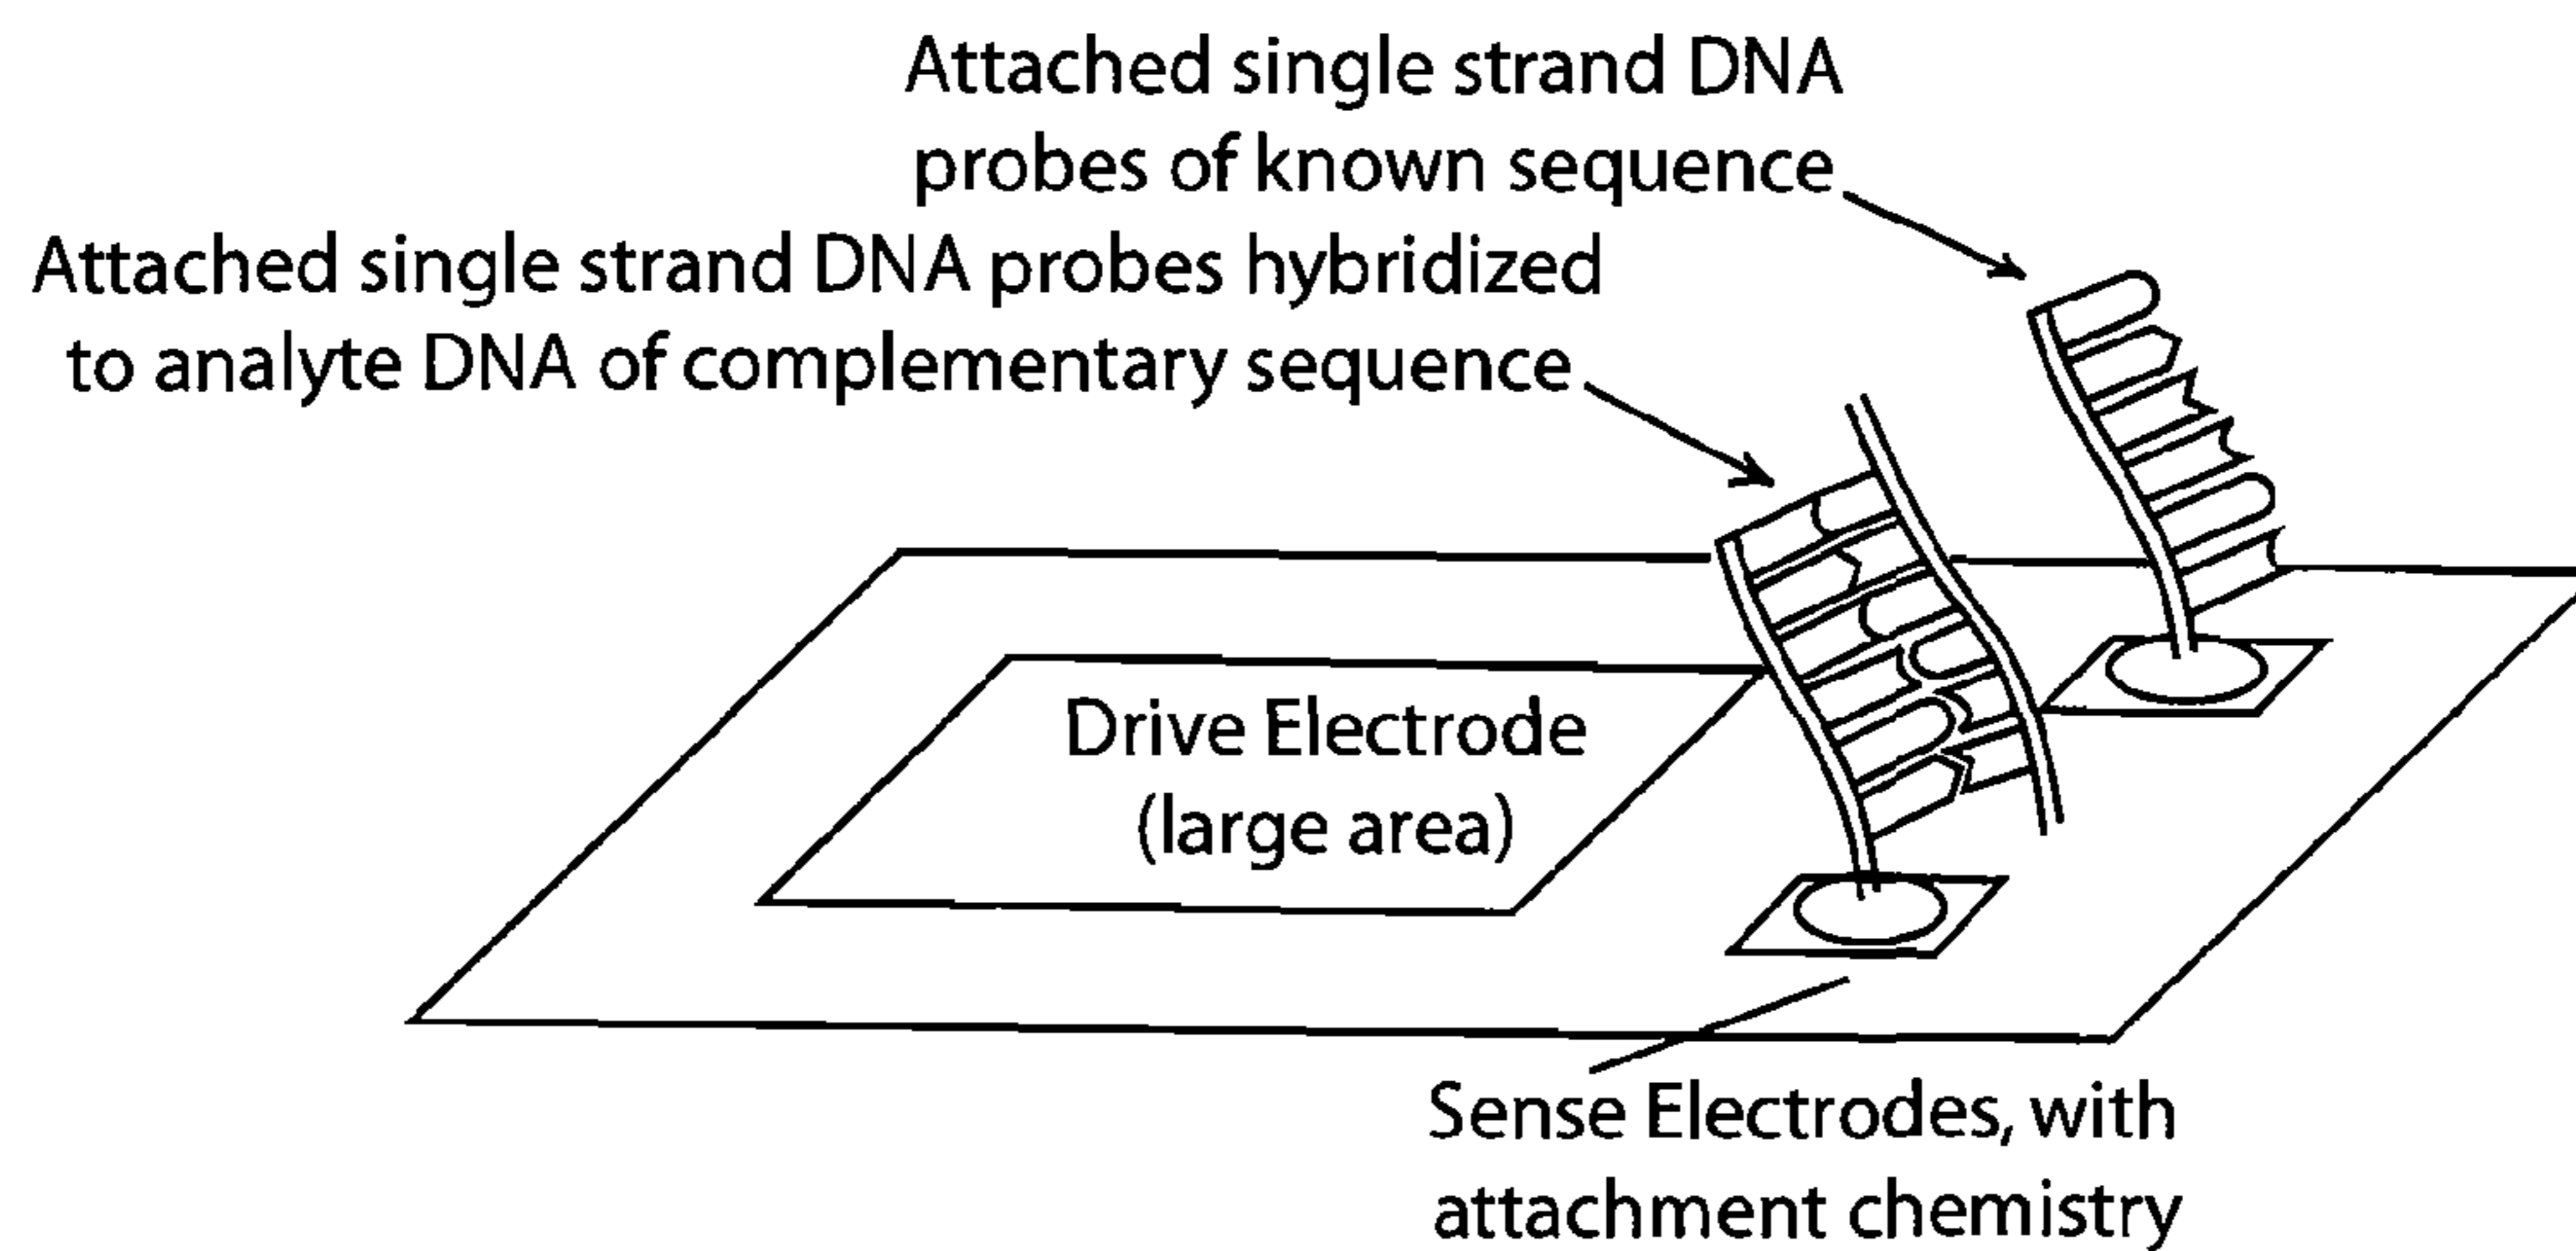 Attached single strand DNA
probes of known sequence
Attached single strand DNA probes hybridized
to analyte DNA of complementary sequence
Drive Electrode
(large area)
Sense Electrodes, with
attachment chemistry